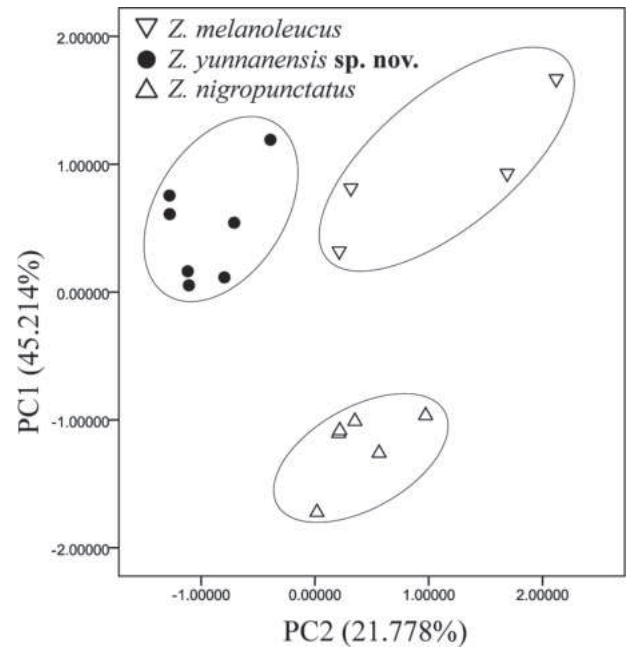 2.00000
1.00000
0.00000
-1.00000
-2.00000
PC1 (45.214%)
Z. melanoleucus
Z. yunnanensis sp. nov.
Z. nigropunctatus
-1.00000 0.00000 1.00000 2.00000
PC2 (21.778%)